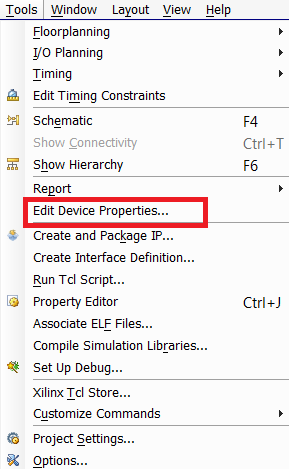 Tools Window Layout View Help
Floorplanning
I/O Planning
Timing
Edit Timing Constraints
Schematic F4
Show Connectivity Ctrl+T
Show Hierarchy F6
Report
Edit Device Properties...
Create and Package IP...
Create Interface Definition...
Run Tcl Script...
Property Editor Ctrl+J
Associate ELF Files...
Compile Simulation Libraries...
Set Up Debug...
Xilinx Tcl Store...
Customize Commands
Project Settings...
Options...